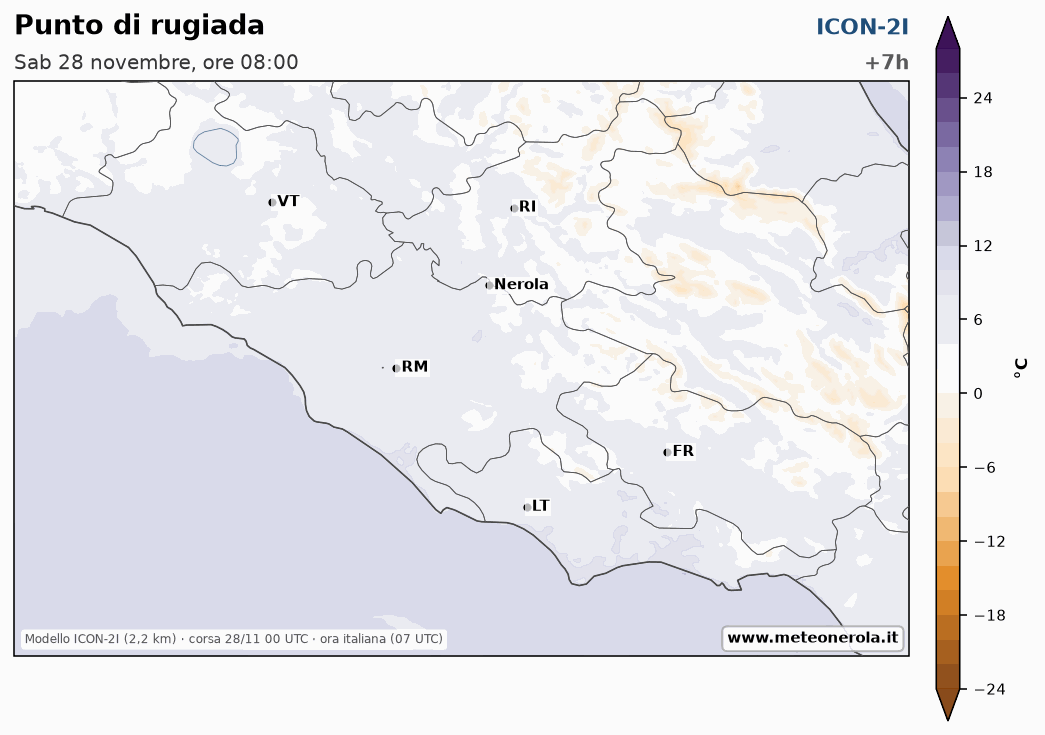 Punto di rugiada
ICON-2I
Sab 28 novembre, ore 08:00
+7h
VT
RI
Nerola
RM
FR
LT
24
18
12
6
0
−6
−12
−18
−24
°C
Modello ICON-2I (2,2 km) · corsa 28/11 00 UTC · ora italiana (07 UTC)
www.meteonerola.it